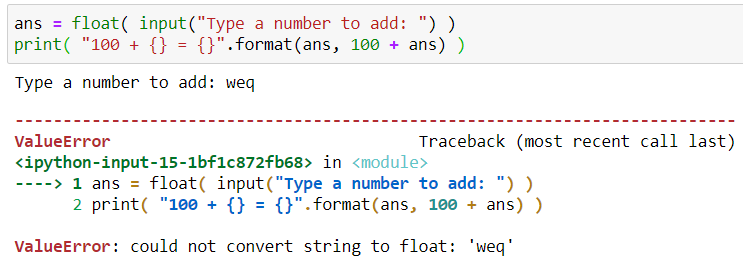 ans = float( input("Type a number to add: ") )
print( "100 + {} = {}".format(ans, 100 + ans) )
Type a number to add: weq
---------------------------------------------------------------------------
ValueError                                Traceback (most recent call last)
<ipython-input-15-1bf1c872fb68> in <module>
----> 1 ans = float( input("Type a number to add: ") )
      2 print( "100 + {} = {}".format(ans, 100 + ans) )
ValueError: could not convert string to float: 'weq'